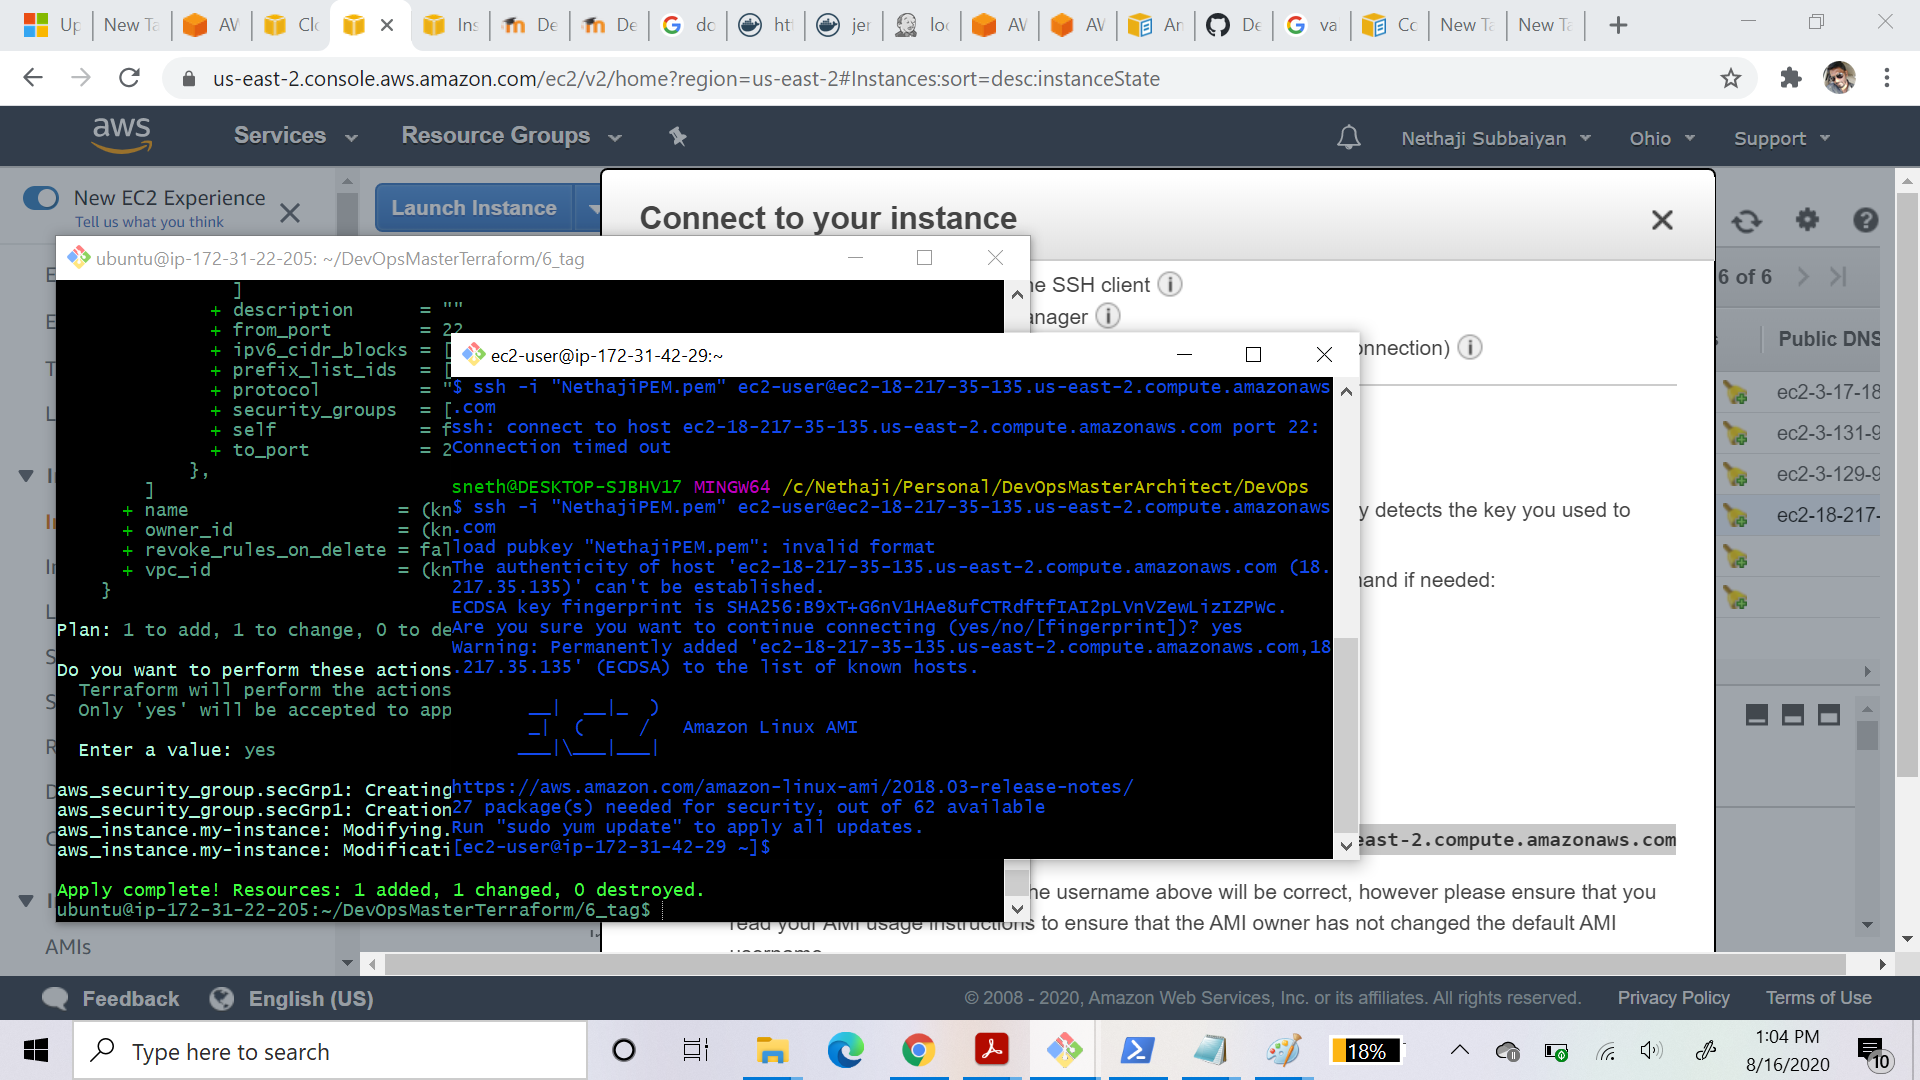 Up
New Ta
AW
Clo
Ins
De
De
do
htt
jer
loc
AW
AW
An
De
va
Co
New Ta
New Ta
us-east-2.console.aws.amazon.com/ec2/v2/home?region=us-east-2#Instances:sort=desc:instanceState
aws
Services
Resource Groups
Nethaji Subbaiyan
Ohio
Support
New EC2 Experience
Tell us what you think
Launch Instance
Connect to your instance
6 of 6
Public DNS
ec2-3-17-18
ec2-3-131-9
ec2-3-129-9
ec2-18-217-
ne SSH client
anager
onnection)
y detects the key you used to
and if needed:
east-2.compute.amazonaws.com
he username above will be correct, however please ensure that you
read your AMI usage instructions to ensure that the AMI owner has not changed the default AMI
username
ubuntu@ip-172-31-22-205: ~/DevOpsMasterTerraform/6_tag
]
+ description = ""
+ from_port = 22
+ ipv6_cidr_blocks = [
+ prefix_list_ids = [
+ protocol = "
+ security_groups = [
+ self = f
+ to_port = 2
},
]
+ name = (kn
+ owner_id = (kn
+ revoke_rules_on_delete = fal
+ vpc_id = (kn
}
Plan: 1 to add, 1 to change, 0 to de
Do you want to perform these actions
Terraform will perform the actions
Only 'yes' will be accepted to app
Enter a value: yes
aws_security_group.secGrp1: Creating
aws_security_group.secGrp1: Creation
aws_instance.my-instance: Modifying.
aws_instance.my-instance: Modificati
Apply complete! Resources: 1 added, 1 changed, 0 destroyed.
ubuntu@ip-172-31-22-205:~/DevOpsMasterTerraform/6_tag$
ec2-user@ip-172-31-42-29:~
$ ssh -i "NethajiPEM.pem" ec2-user@ec2-18-217-35-135.us-east-2.compute.amazonaws
.com
ssh: connect to host ec2-18-217-35-135.us-east-2.compute.amazonaws.com port 22:
Connection timed out
sneth@DESKTOP-SJBHV17 MINGW64 /c/Nethaji/Personal/DevOpsMasterArchitect/DevOps
$ ssh -i "NethajiPEM.pem" ec2-user@ec2-18-217-35-135.us-east-2.compute.amazonaws
.com
load pubkey "NethajiPEM.pem": invalid format
The authenticity of host 'ec2-18-217-35-135.us-east-2.compute.amazonaws.com (18.
217.35.135)' can't be established.
ECDSA key fingerprint is SHA256:B9xT+G6nV1HAe8ufCTRdftfIAI2pLVnVZewLizIZPWc.
Are you sure you want to continue connecting (yes/no/[fingerprint])? yes
Warning: Permanently added 'ec2-18-217-35-135.us-east-2.compute.amazonaws.com,18
.217.35.135' (ECDSA) to the list of known hosts.
__| __|_ )
_| ( / Amazon Linux AMI
___|\___|___|
https://aws.amazon.com/amazon-linux-ami/2018.03-release-notes/
27 package(s) needed for security, out of 62 available
Run "sudo yum update" to apply all updates.
[ec2-user@ip-172-31-42-29 ~]$
AMIs
Feedback
English (US)
© 2008 - 2020, Amazon Web Services, Inc. or its affiliates. All rights reserved.
Privacy Policy
Terms of Use
Type here to search
18%
1:04 PM
8/16/2020
10